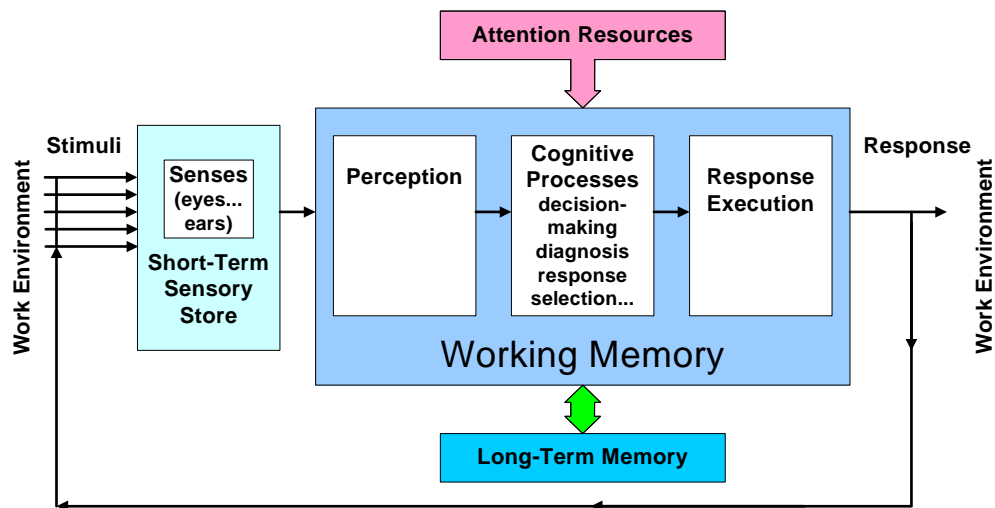 Attention Resources
Stimuli
Work Environment
Senses
(eyes...
ears)
Short-Term
Sensory
Store
Perception
Cognitive
Processes
decision-
making
diagnosis
response
selection...
Response
Execution
Working Memory
Response
Work Environment
Long-Term Memory